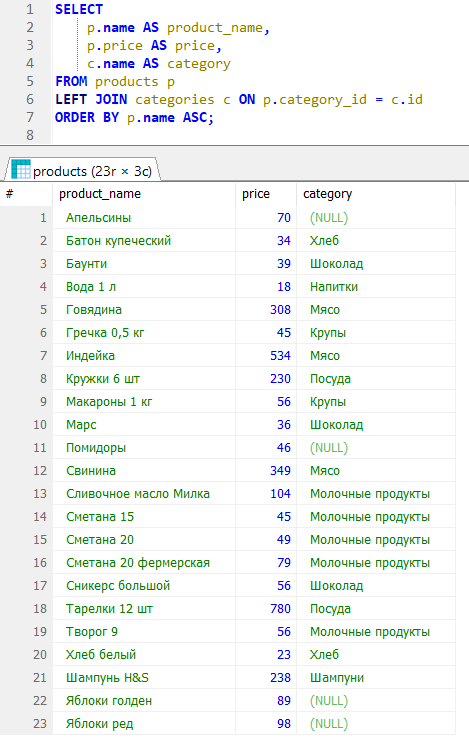 1 SELECT
2 p.name AS product_name,
3 p.price AS price,
4 c.name AS category
5 FROM products p
6 LEFT JOIN categories c ON p.category_id = c.id
7 ORDER BY p.name ASC;
8
products (23r × 3c)
# product_name price category
1 Апельсины 70 (NULL)
2 Батон купеческий 34 Хлеб
3 Баунти 39 Шоколад
4 Вода 1 л 18 Напитки
5 Говядина 308 Мясо
6 Гречка 0,5 кг 45 Крупы
7 Индейка 534 Мясо
8 Кружки 6 шт 230 Посуда
9 Макароны 1 кг 56 Крупы
10 Марс 36 Шоколад
11 Помидоры 46 (NULL)
12 Свинина 349 Мясо
13 Сливочное масло Милка 104 Молочные продукты
14 Сметана 15 45 Молочные продукты
15 Сметана 20 49 Молочные продукты
16 Сметана 20 фермерская 79 Молочные продукты
17 Сникерс большой 56 Шоколад
18 Тарелки 12 шт 780 Посуда
19 Творог 9 56 Молочные продукты
20 Хлеб белый 23 Хлеб
21 Шампунь H&S 238 Шампуни
22 Яблоки голден 89 (NULL)
23 Яблоки ред 98 (NULL)